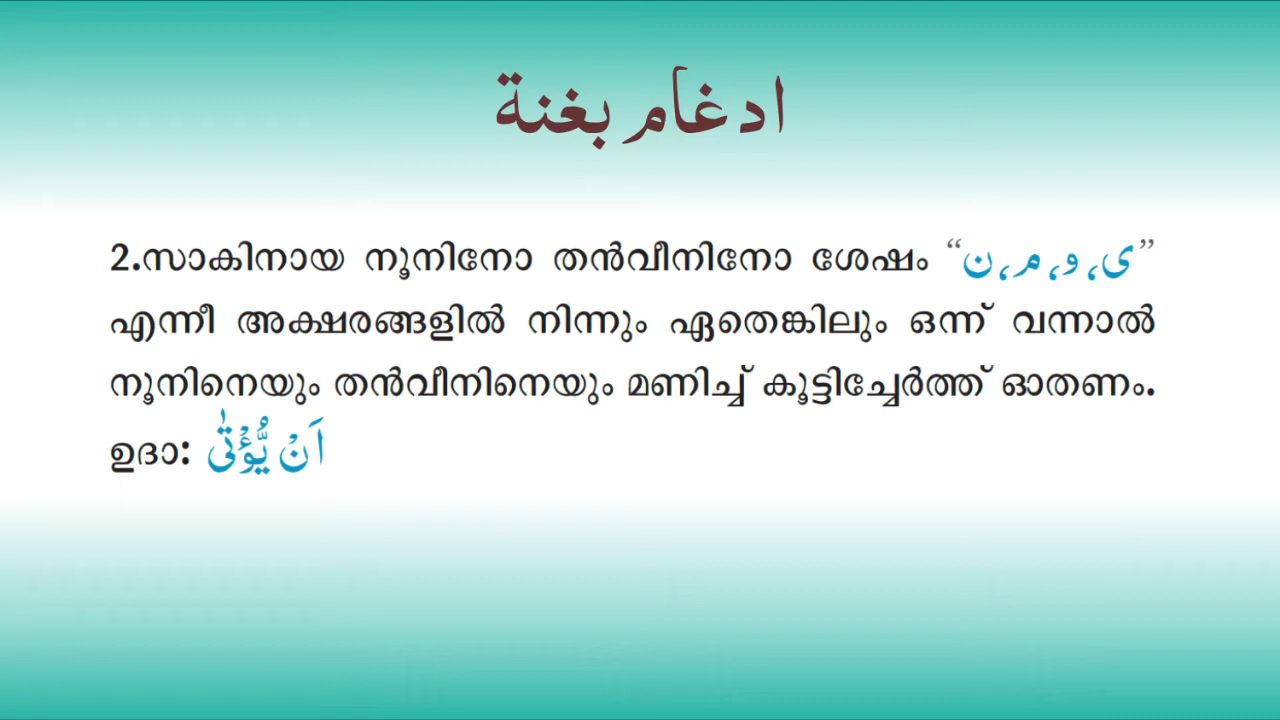 ادغام بغنة
2.സാകിനായ നൂനിനോ തൻവീനിനോ ശേഷം “ی، و، م، ن”
എന്നീ അക്ഷരങ്ങളിൽ നിന്നും ഏതെങ്കിലും ഒന്ന് വന്നാൽ
നൂനിനെയും തൻവീനിനെയും മണിച്ച് കൂട്ടിച്ചേർത്ത് ഓതണം.
ഉദാ: اَنْ يُّؤْتٰى